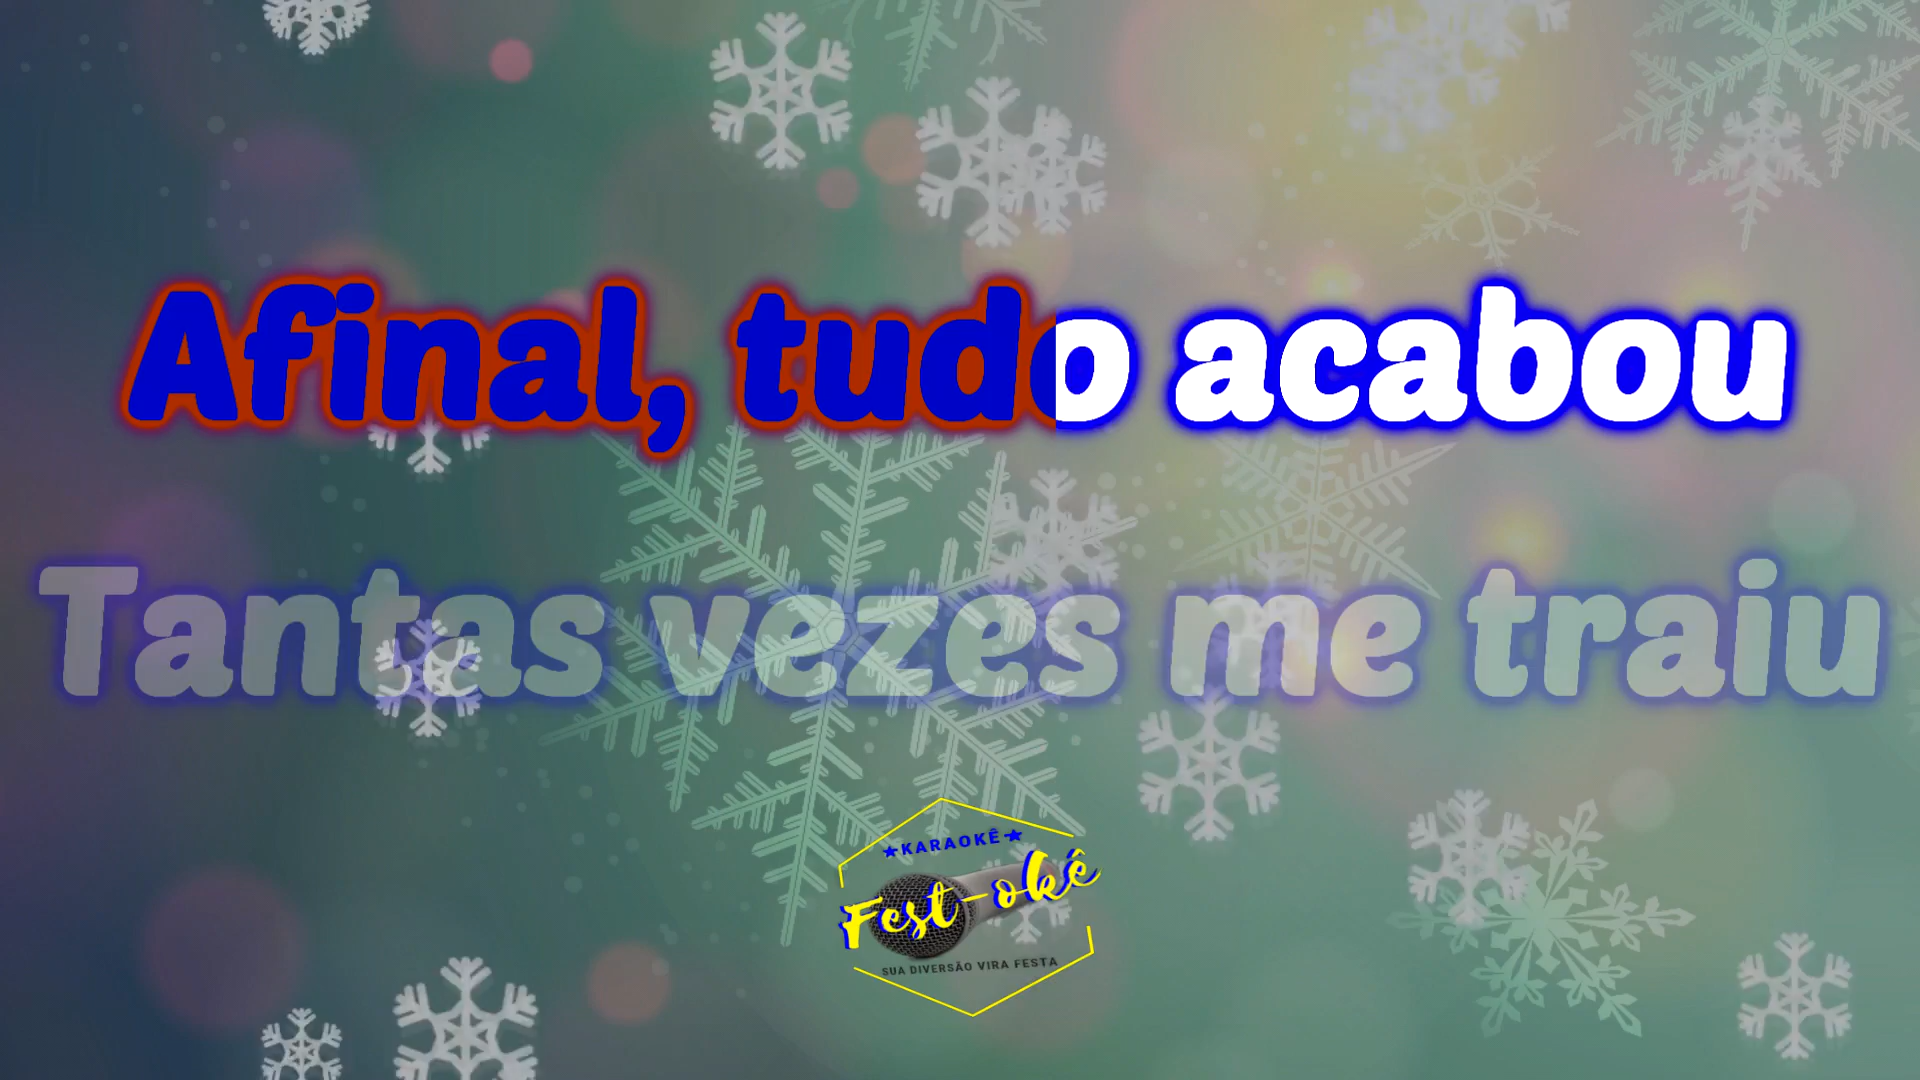 Afinal, tudo acabou
Tantas vezes me traiu
★KARAOKÊ★
Fest-okê
SUA DIVERSÃO VIRA FESTA